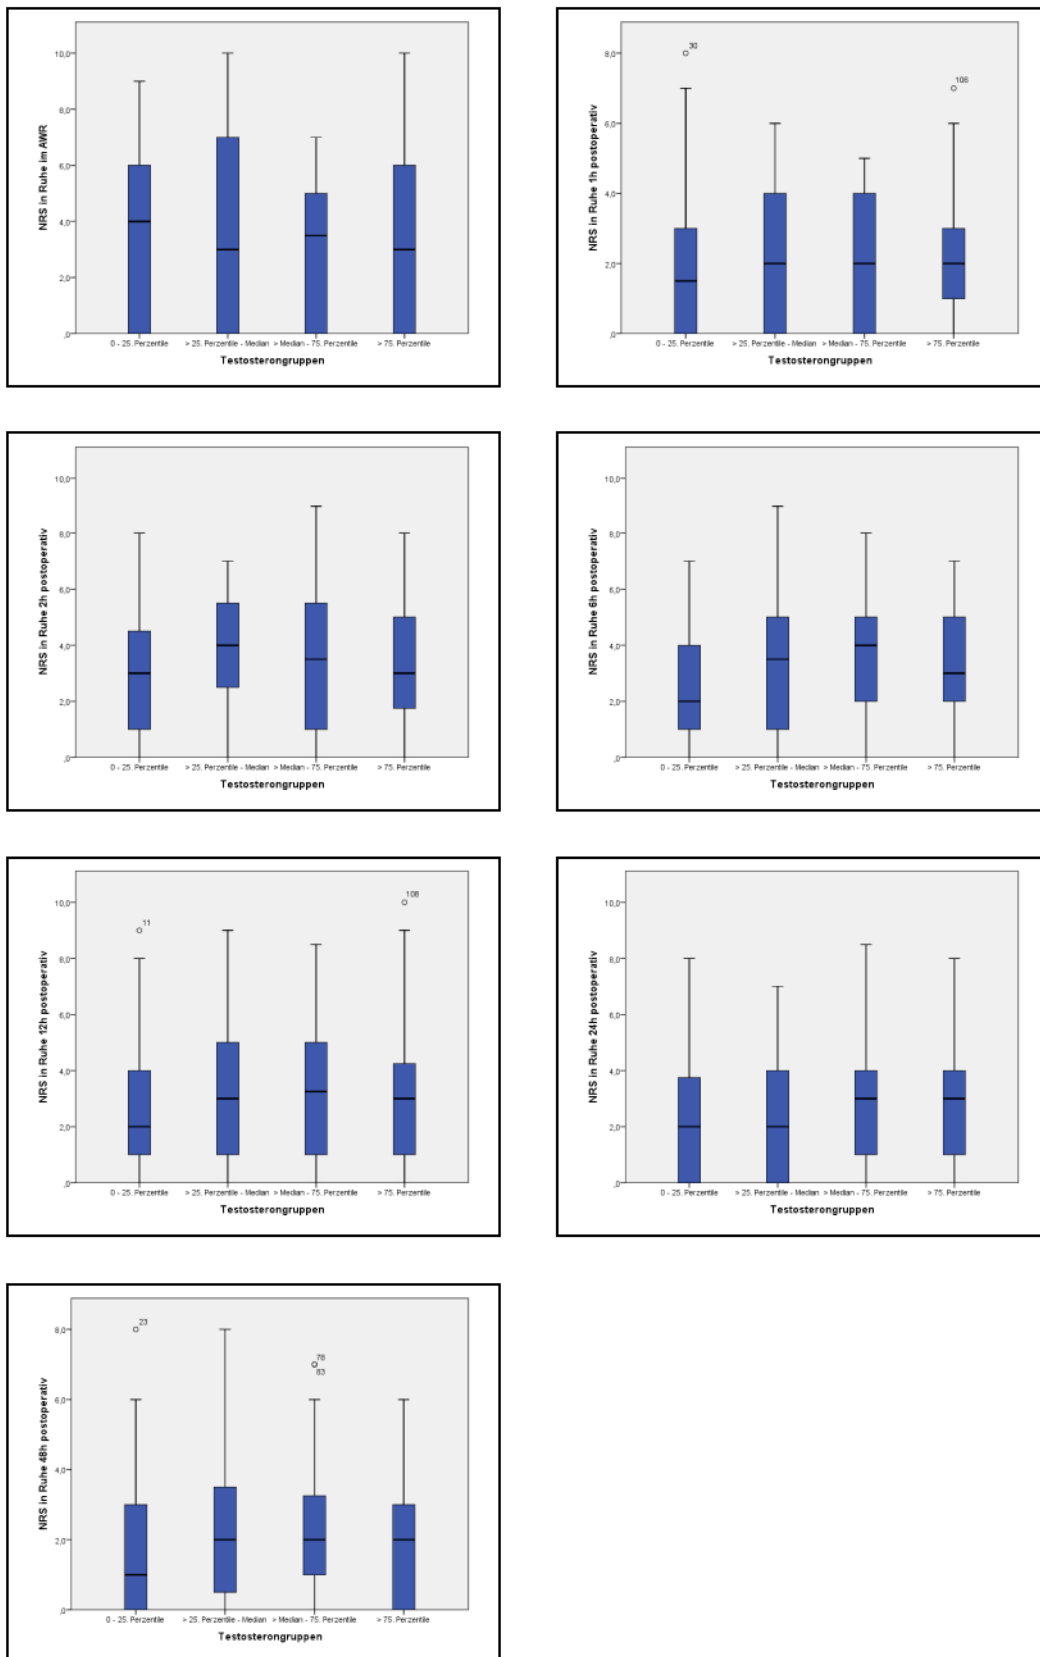 NRS in Ruhe im AWR
10,0
8,0
6,0
4,0
2,0
,0
0 - 25. Perzentile > 25. Perzentile - Median > Median - 75. Perzentile > 75. Perzentile
Testosterongruppen
NRS in Ruhe 1h postoperativ
8,0
6,0
4,0
2,0
,0
30
106
0 - 25. Perzentile > 25. Perzentile - Median > Median - 75. Perzentile > 75. Perzentile
Testosterongruppen
NRS in Ruhe 2h postoperativ
10,0
8,0
6,0
4,0
2,0
,0
0 - 25. Perzentile > 25. Perzentile - Median > Median - 75. Perzentile > 75. Perzentile
Testosterongruppen
NRS in Ruhe 6h postoperativ
10,0
8,0
6,0
4,0
2,0
,0
0 - 25. Perzentile > 25. Perzentile - Median > Median - 75. Perzentile > 75. Perzentile
Testosterongruppen
NRS in Ruhe 12h postoperativ
10,0
8,0
6,0
4,0
2,0
,0
11
108
0 - 25. Perzentile > 25. Perzentile - Median > Median - 75. Perzentile > 75. Perzentile
Testosterongruppen
NRS in Ruhe 24h postoperativ
10,0
8,0
6,0
4,0
2,0
,0
0 - 25. Perzentile > 25. Perzentile - Median > Median - 75. Perzentile > 75. Perzentile
Testosterongruppen
NRS in Ruhe 48h postoperativ
8,0
6,0
4,0
2,0
,0
23
78
83
0 - 25. Perzentile > 25. Perzentile - Median > Median - 75. Perzentile > 75. Perzentile
Testosterongruppen